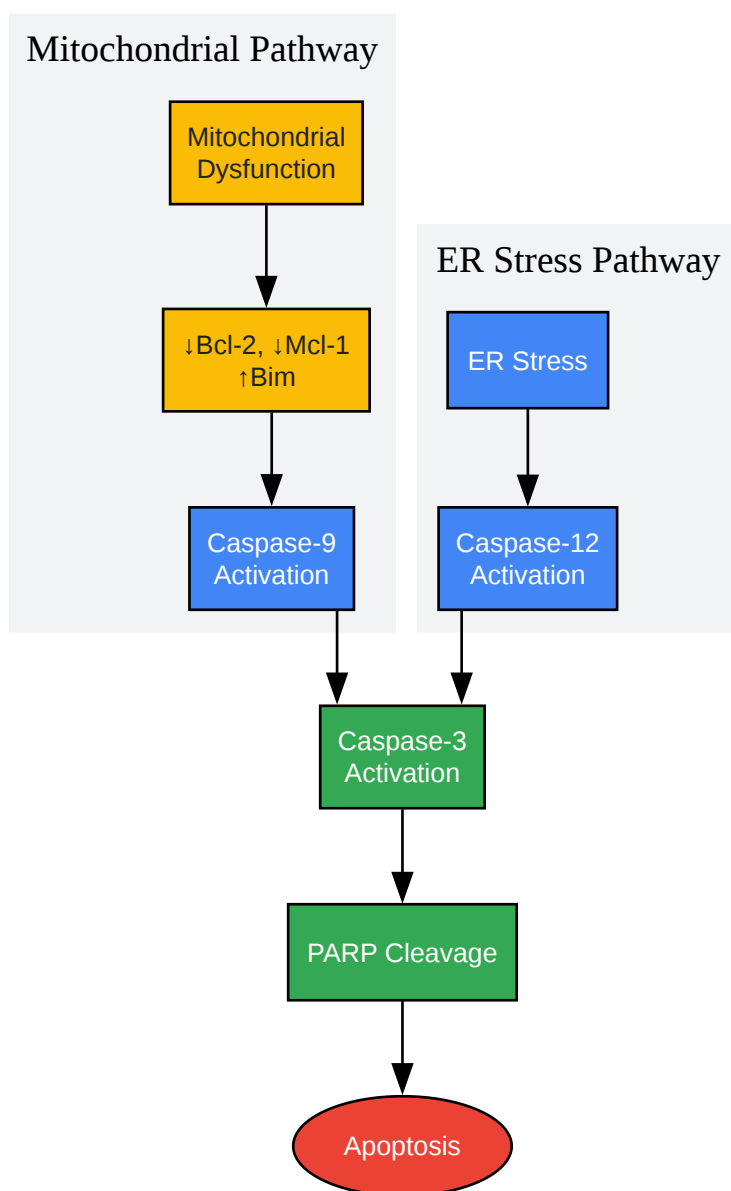 Mitochondrial Pathway
Mitochondrial
Dysfunction
↓Bcl-2, ↓Mcl-1
↑Bim
Caspase-9
Activation
ER Stress Pathway
ER Stress
Caspase-12
Activation
Caspase-3
Activation
PARP Cleavage
Apoptosis